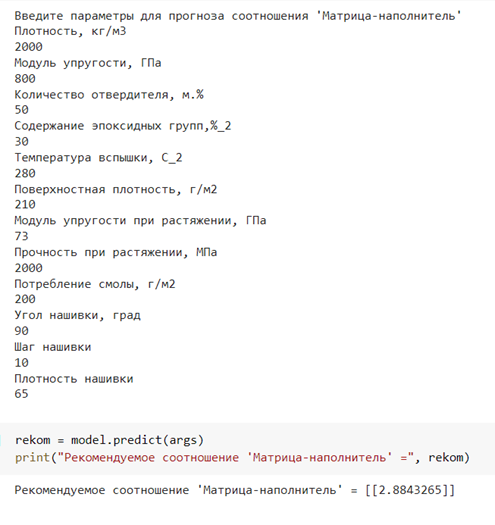 Введите параметры для прогноза соотношения 'Матрица-наполнитель'
Плотность, кг/м3
2000
Модуль упругости, ГПа
800
Количество отвердителя, м.%
50
Содержание эпоксидных групп,%_2
30
Температура вспышки, С_2
280
Поверхностная плотность, г/м2
210
Модуль упругости при растяжении, ГПа
73
Прочность при растяжении, МПа
2000
Потребление смолы, г/м2
200
Угол нашивки, град
90
Шаг нашивки
10
Плотность нашивки
65
rekom = model.predict(args)
print("Рекомендуемое соотношение 'Матрица-наполнитель' =", rekom)
Рекомендуемое соотношение 'Матрица-наполнитель' = [[2.8843265]]